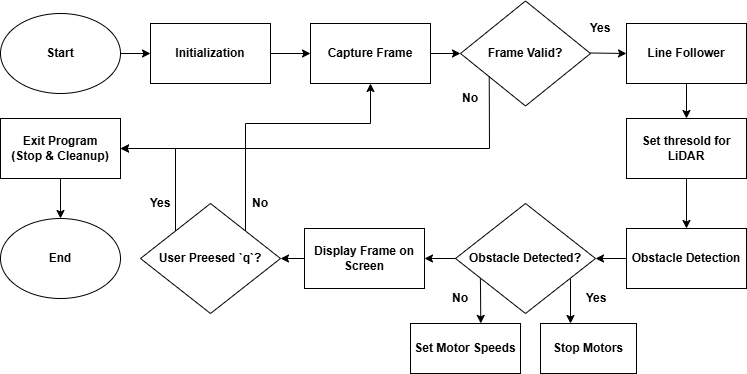 Start
Initialization
Capture Frame
Frame Valid?
Yes
Line Follower
No
Exit Program
(Stop & Cleanup)
Set thresold for
LiDAR
Yes
No
End
User Preesed `q`?
Display Frame on
Screen
Obstacle Detected?
Obstacle Detection
No
Yes
Set Motor Speeds
Stop Motors